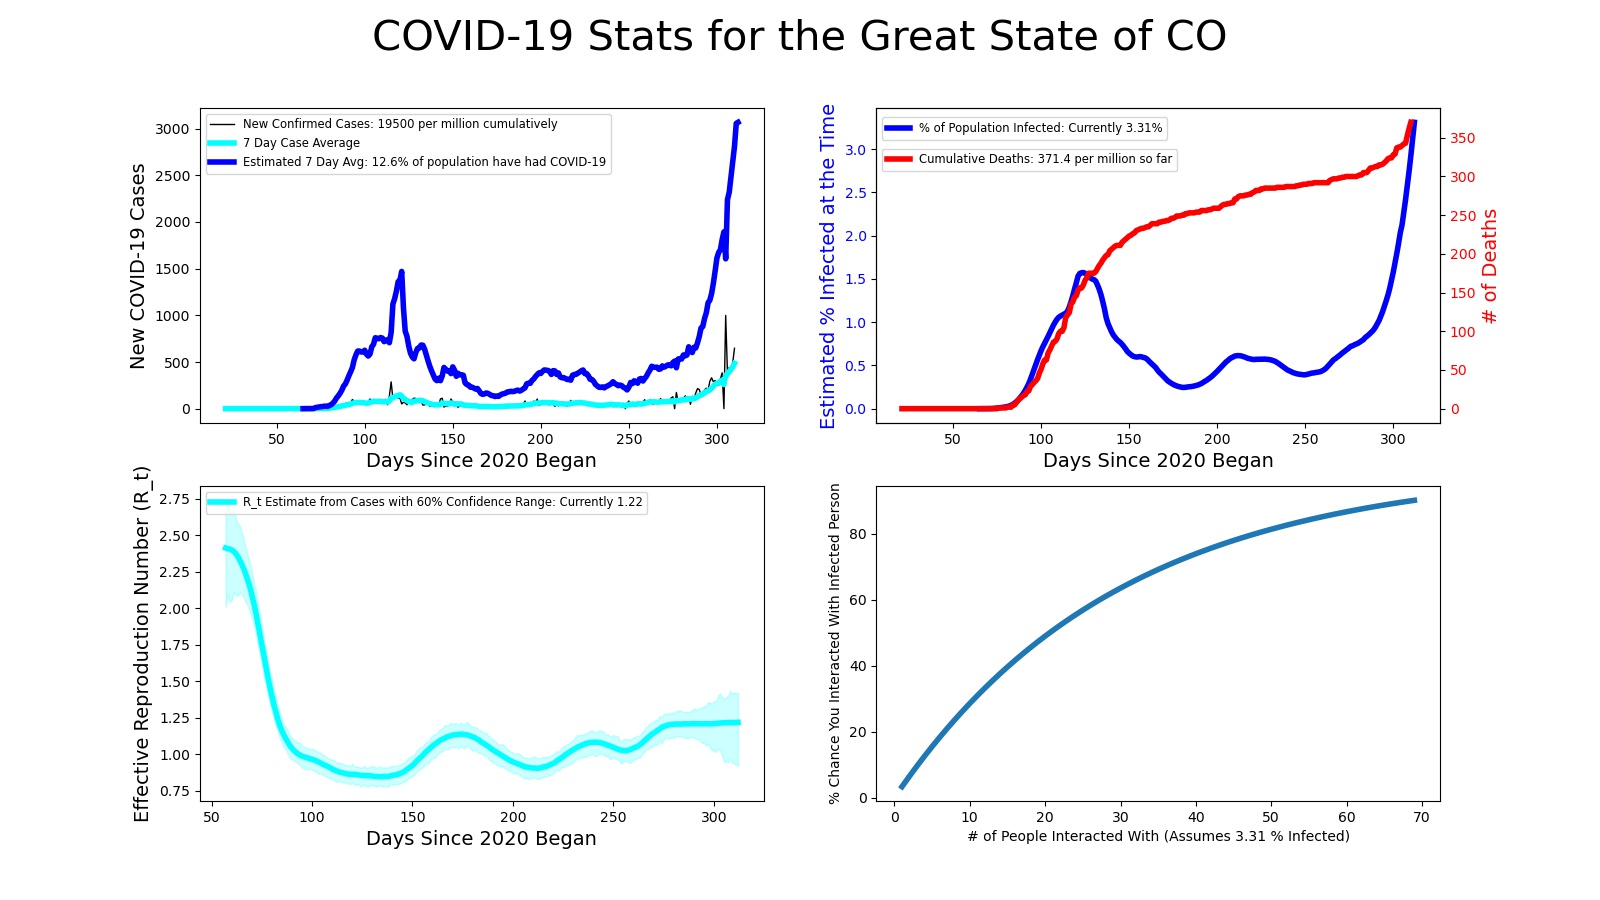 COVID-19 Stats for the Great State of CO
New COVID-19 Cases
3000
2500
2000
1500
1000
500
0
New Confirmed Cases: 19500 per million cumulatively
7 Day Case Average
Estimated 7 Day Avg: 12.6% of population have had COVID-19
50 100 150 200 250 300
Days Since 2020 Began
Estimated % Infected at the Time
3.0
2.5
2.0
1.5
1.0
0.5
0.0
% of Population Infected: Currently 3.31%
Cumulative Deaths: 371.4 per million so far
350
300
250
200
150
100
50
0
# of Deaths
50 100 150 200 250 300
Days Since 2020 Began
Effective Reproduction Number (R_t)
2.75
2.50
2.25
2.00
1.75
1.50
1.25
1.00
0.75
R_t Estimate from Cases with 60% Confidence Range: Currently 1.22
50 100 150 200 250 300
Days Since 2020 Began
% Chance You Interacted With Infected Person
80
60
40
20
0
0 10 20 30 40 50 60 70
# of People Interacted With (Assumes 3.31 % Infected)